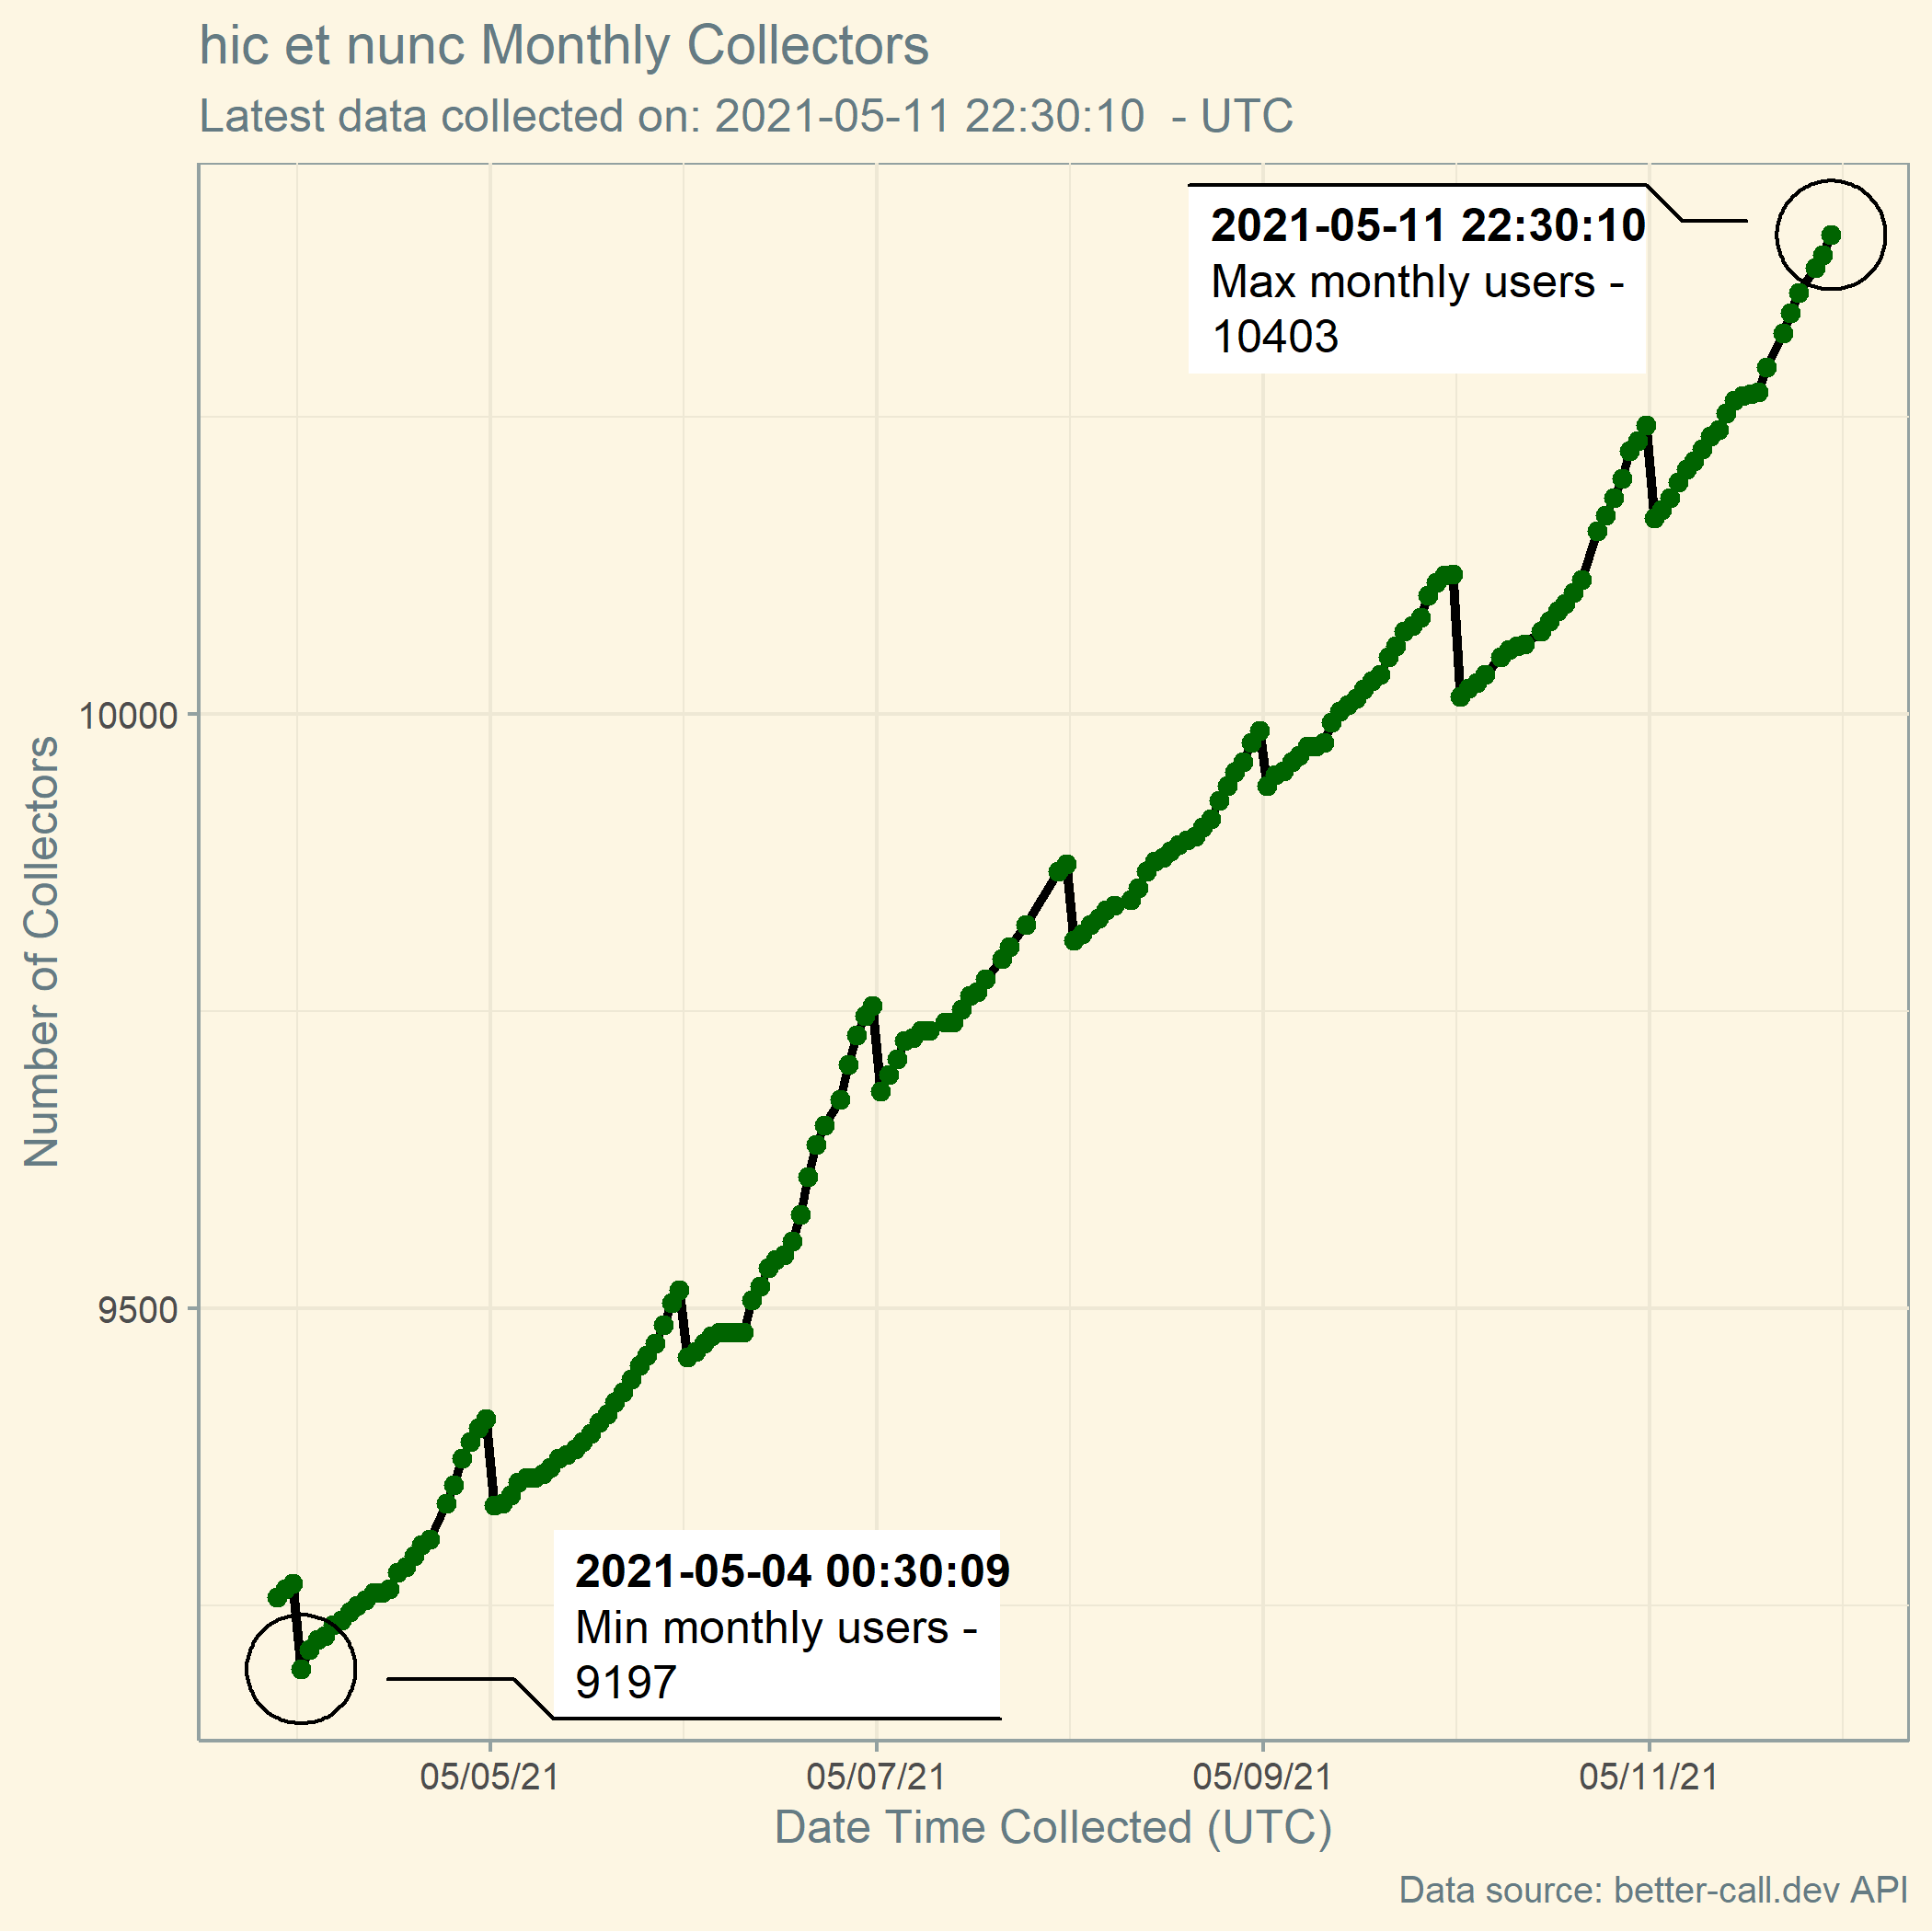 hic et nunc Monthly Collectors
Latest data collected on: 2021-05-11 22:30:10  - UTC
2021-05-11 22:30:10
Max monthly users -
10403
Number of Collectors
10000
9500
2021-05-04 00:30:09
Min monthly users -
9197
05/05/21
05/07/21
05/09/21
05/11/21
Date Time Collected (UTC)
Data source: better-call.dev API